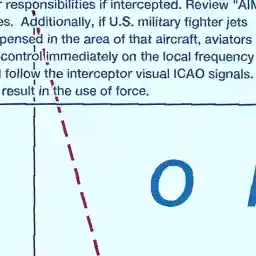 responsibilities if intercepted. Review "AIM
es. Additionally, if U.S. military fighter jets
pensed in the area of that aircraft, aviators
control immediately on the local frequency
follow the interceptor visual ICAO signals.
result in the use of force.
O